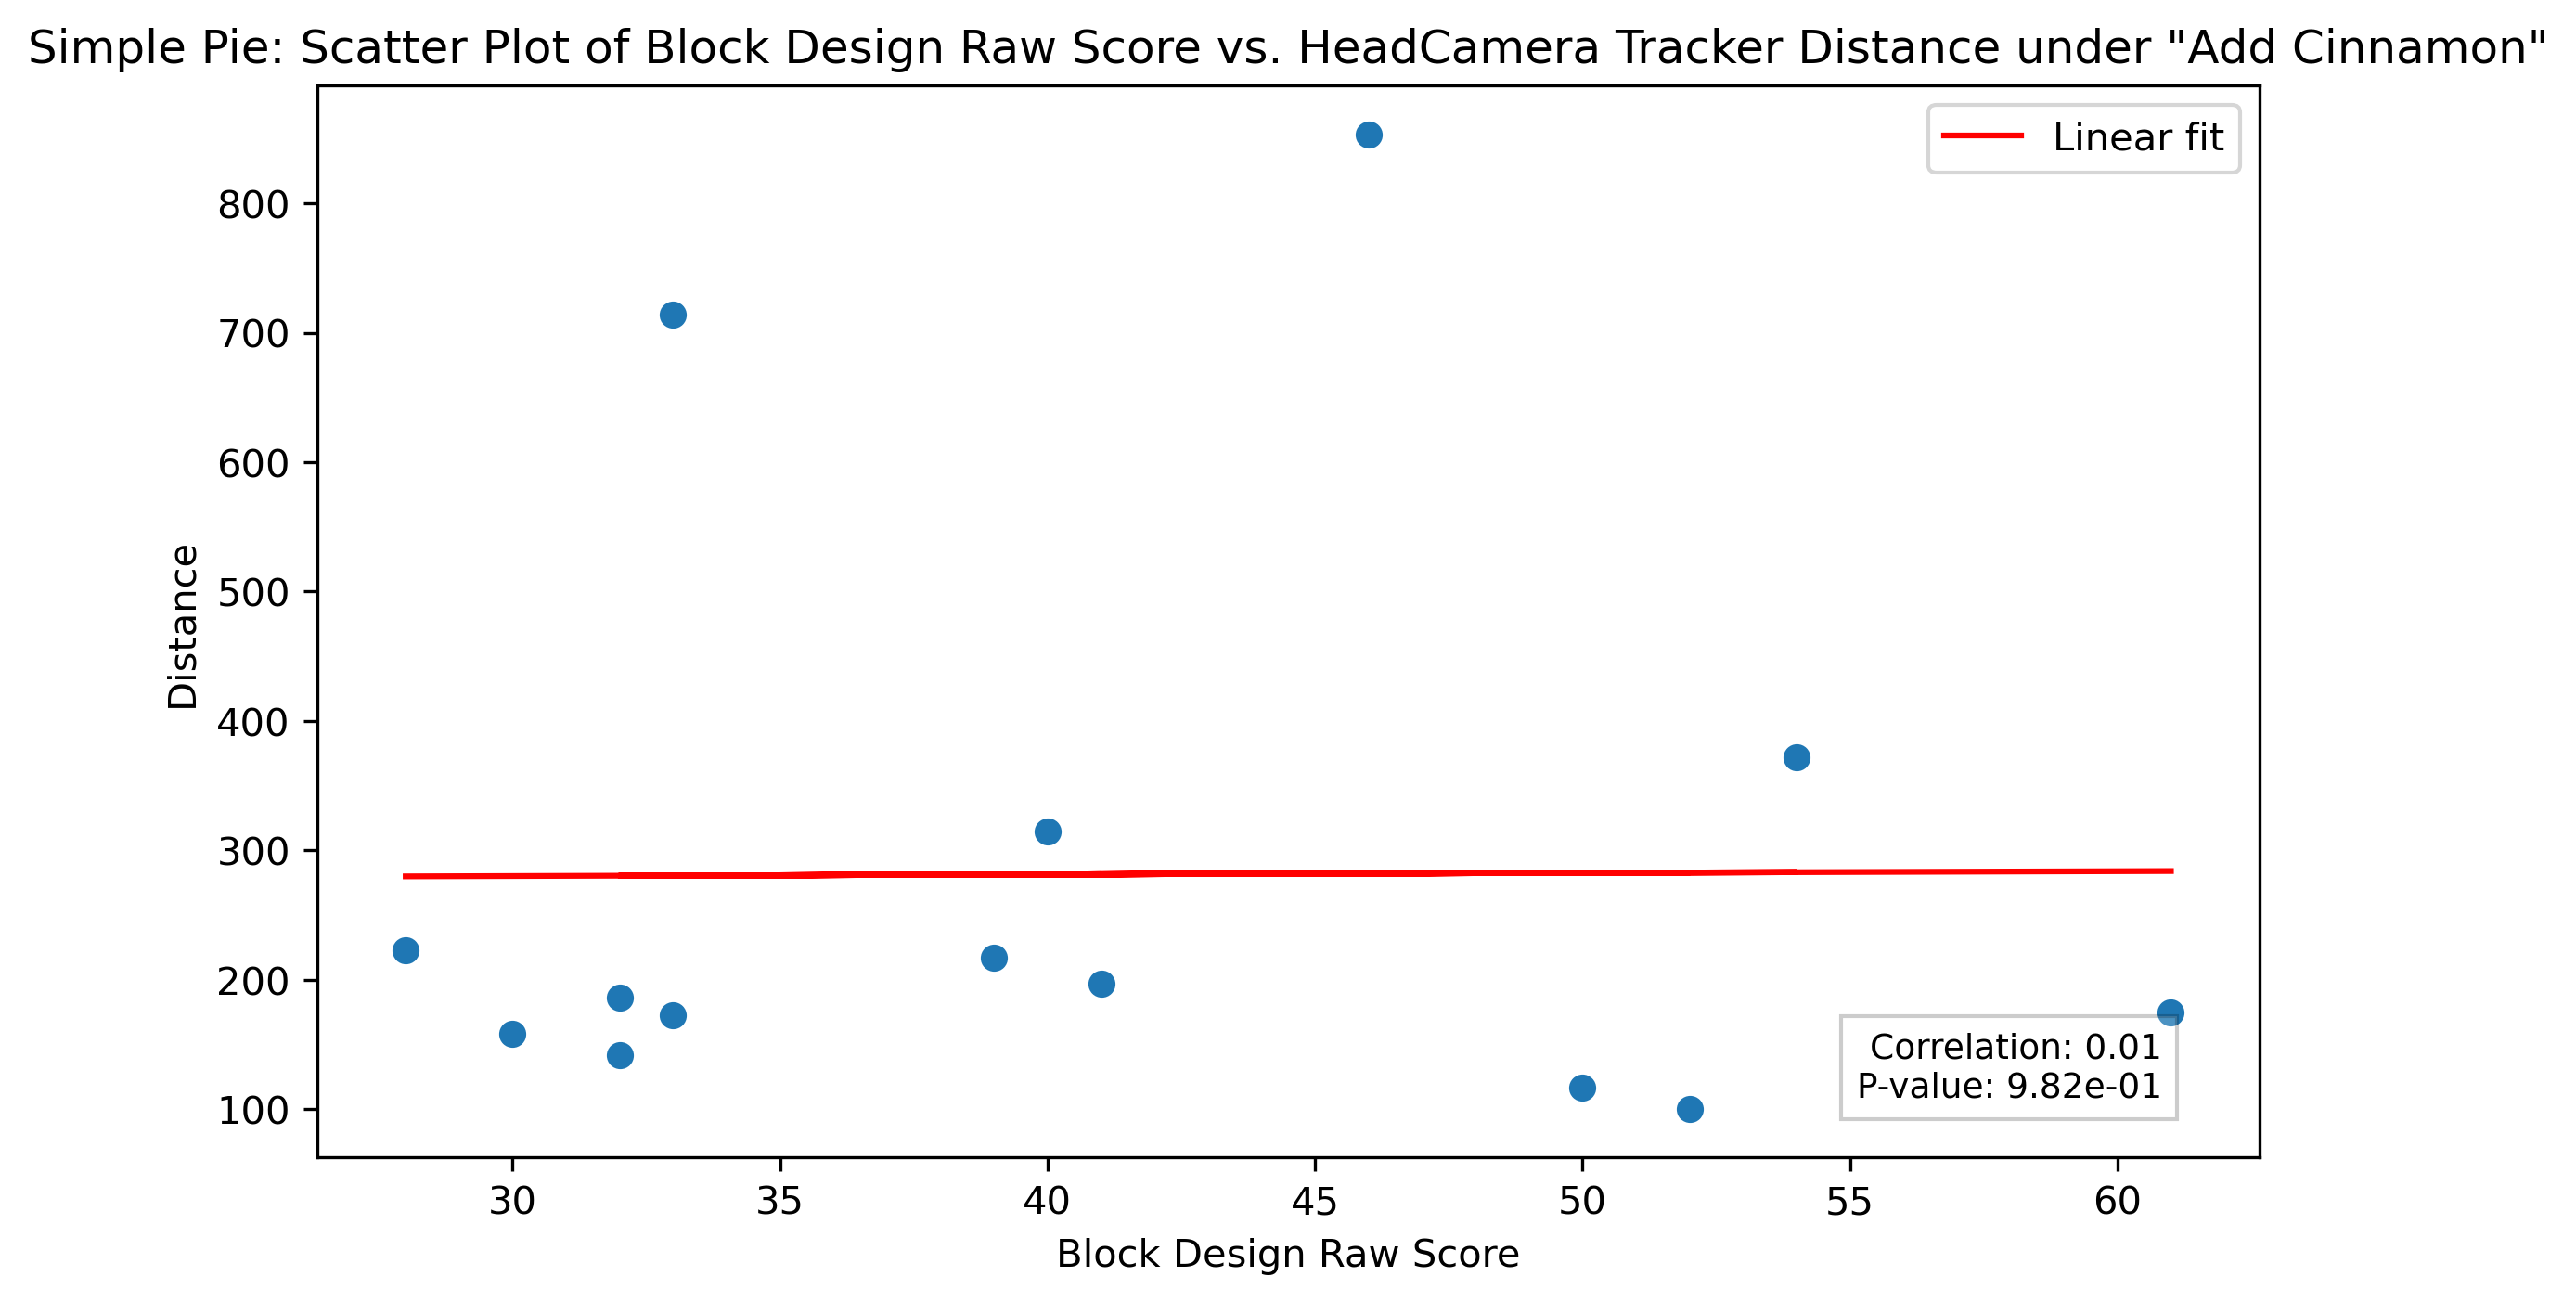 Simple Pie: Scatter Plot of Block Design Raw Score vs. HeadCamera Tracker Distance under "Add Cinnamon"
Linear fit
800
700
600
500
400
300
200
100
Distance
Correlation: 0.01
P-value: 9.82e-01
30 35 40 45 50 55 60
Block Design Raw Score